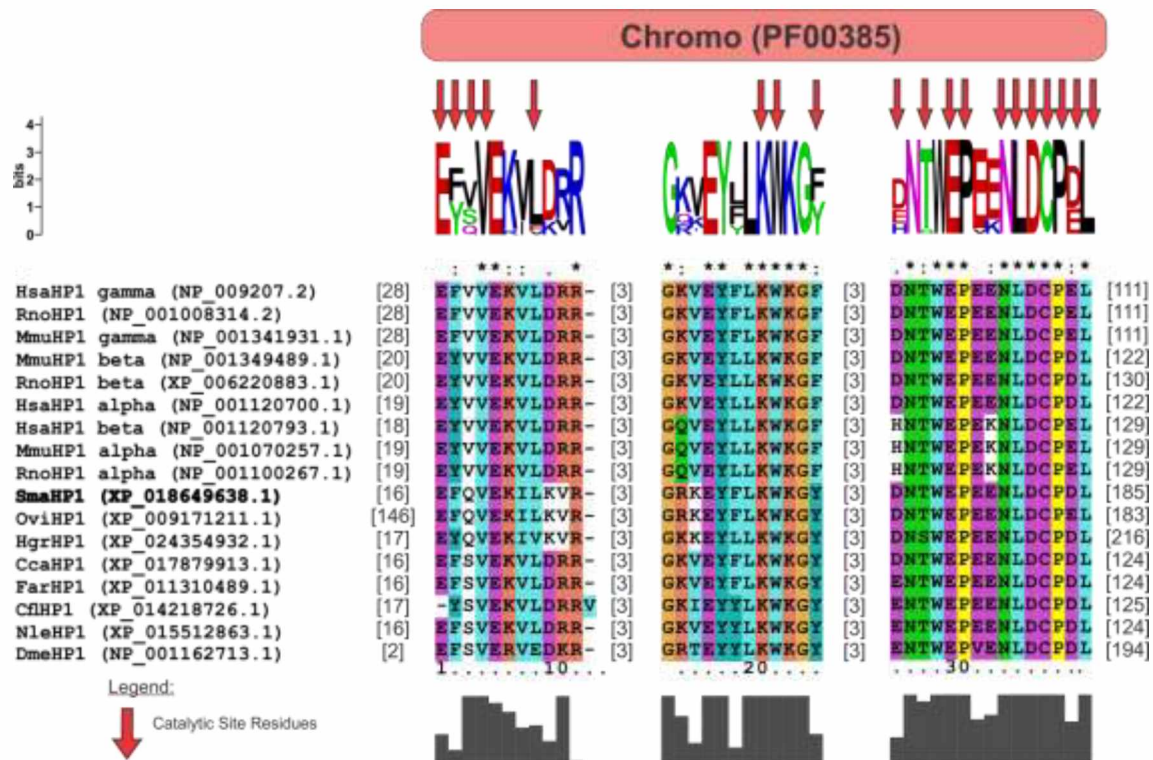 Chromo (PF00385)
4
3
2
1
0
bits
HsaHP1 gamma (NP_009207.2) [28] EFVVEKVLDRR- [3] GKVEYFLKWKGF [3] DNTWEPEENLDCPEL [111]
RnoHP1 (NP_001008314.2) [28] EFVVEKVLDRR- [3] GKVEYFLKWKGF [3] DNTWEPEENLDCPEL [111]
MmuHP1 gamma (NP_001341931.1) [28] EFVVEKVLDRR- [3] GKVEYFLKWKGF [3] DNTWEPEENLDCPEL [111]
MmuHP1 beta (NP_001349489.1) [20] EYVVEKVLDRR- [3] GKVEYLLKWKGF [3] DNTWEPEENLDCPDL [122]
RnoHP1 beta (XP_006220883.1) [20] EYVVEKVLDRR- [3] GKVEYLLKWKGF [3] DNTWEPEENLDCPDL [130]
HsaHP1 alpha (NP_001120700.1) [19] EYVVEKVLDRR- [3] GKVEYLLKWKGF [3] DNTWEPEENLDCPDL [122]
HsaHP1 beta (NP_001120793.1) [18] EYVVEKVLDRR- [3] GQVEYLLKWKGF [3] HNTWEPEKNLDCPEL [129]
MmuHP1 alpha (NP_001070257.1) [19] EYVVEKVLDRR- [3] GQVEYLLKWKGF [3] HNTWEPEKNLDCPEL [129]
RnoHP1 alpha (NP_001100267.1) [19] EYVVEKVLDRR- [3] GQVEYLLKWKGF [3] HNTWEPEKNLDCPEL [129]
SmaHP1 (XP_018649638.1) [16] EFQVEKILKVR- [3] GRKEYFLKWKGY [3] DNTWEPEENLDCPDL [185]
OviHP1 (XP_009171211.1) [146] EFQVEKILKVR- [3] GRKEYFLKWKGY [3] DNTWEPEENLDCPDL [183]
HgrHP1 (XP_024354932.1) [17] EYQVEKIVKVR- [3] GKKEYFLKWKGY [3] DNSWEPEENLDCPDL [216]
CcaHP1 (XP_017879913.1) [16] EFSVEKVLDRR- [3] GKVEYFLKWKGY [3] ENTWEPEENLDCPDL [124]
FarHP1 (XP_011310489.1) [16] EFSVEKVLDRR- [3] GKVEYFLKWKGY [3] ENTWEPEENLDCPDL [124]
CflHP1 (XP_014218726.1) [17] -YSVEKVLDRRV [3] GKIEYYLKWKGY [3] ENTWEPEENLDCPDL [125]
NleHP1 (XP_015512863.1) [16] EFSVEKVLDRR- [3] GKVEYYLKWKGY [3] ENTWEPEENLDCPDL [124]
DmeHP1 (NP_001162713.1) [2] EFSVERVEDKR- [3] GRTEYYLKWKGY [3] ENTWEPVENLDCPDL [194]
1 10 20 30
Legend:
Catalytic Site Residues